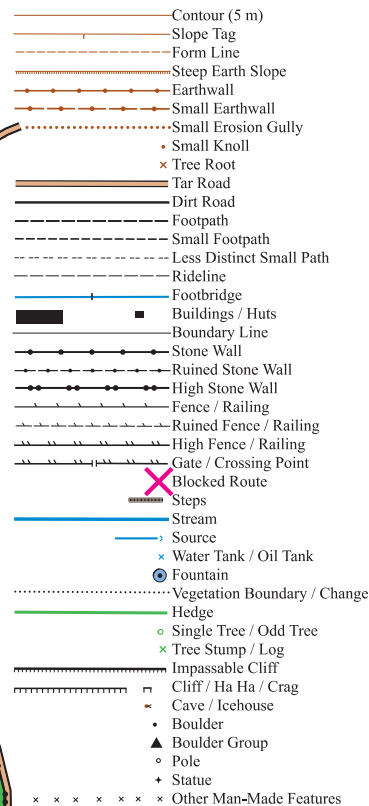 Contour (5 m)
Slope Tag
Form Line
Steep Earth Slope
Earthwall
Small Earthwall
Small Erosion Gully
Small Knoll
Tree Root
Tar Road
Dirt Road
Footpath
Small Footpath
Less Distinct Small Path
Rideline
Footbridge
Buildings / Huts
Boundary Line
Stone Wall
Ruined Stone Wall
High Stone Wall
Fence / Railing
Ruined Fence / Railing
High Fence / Railing
Gate / Crossing Point
Blocked Route
Steps
Stream
Source
Water Tank / Oil Tank
Fountain
Vegetation Boundary / Change
Hedge
Single Tree / Odd Tree
Tree Stump / Log
Impassable Cliff
Cliff / Ha Ha / Crag
Cave / Icehouse
Boulder
Boulder Group
Pole
Statue
Other Man-Made Features